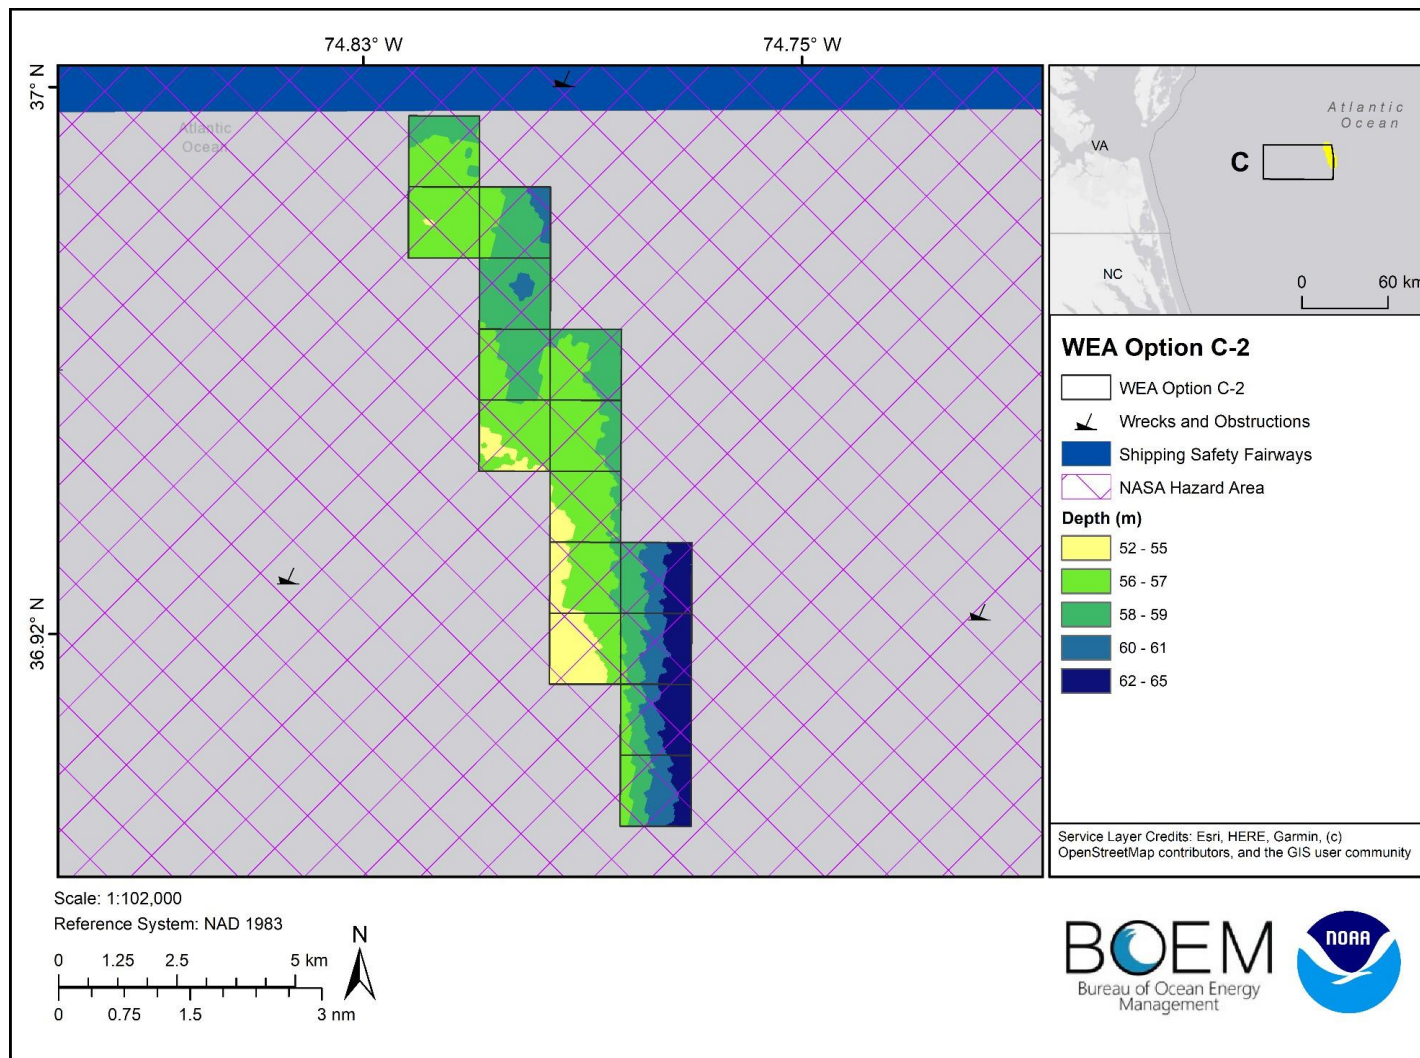 74.83° W
74.75° W
37° N
36.92° N
Atlantic
Ocean
Atlantic
Ocean
VA
C
NC
0
60 km
WEA Option C-2
WEA Option C-2
Wrecks and Obstructions
Shipping Safety Fairways
NASA Hazard Area
Depth (m)
52 - 55
56 - 57
58 - 59
60 - 61
62 - 65
Service Layer Credits: Esri, HERE, Garmin, (c)
OpenStreetMap contributors, and the GIS user community
Scale: 1:102,000
Reference System: NAD 1983
0 1.25 2.5 5 km
0 0.75 1.5 3 nm
N
BOEM
Bureau of Ocean Energy
Management
NOAA